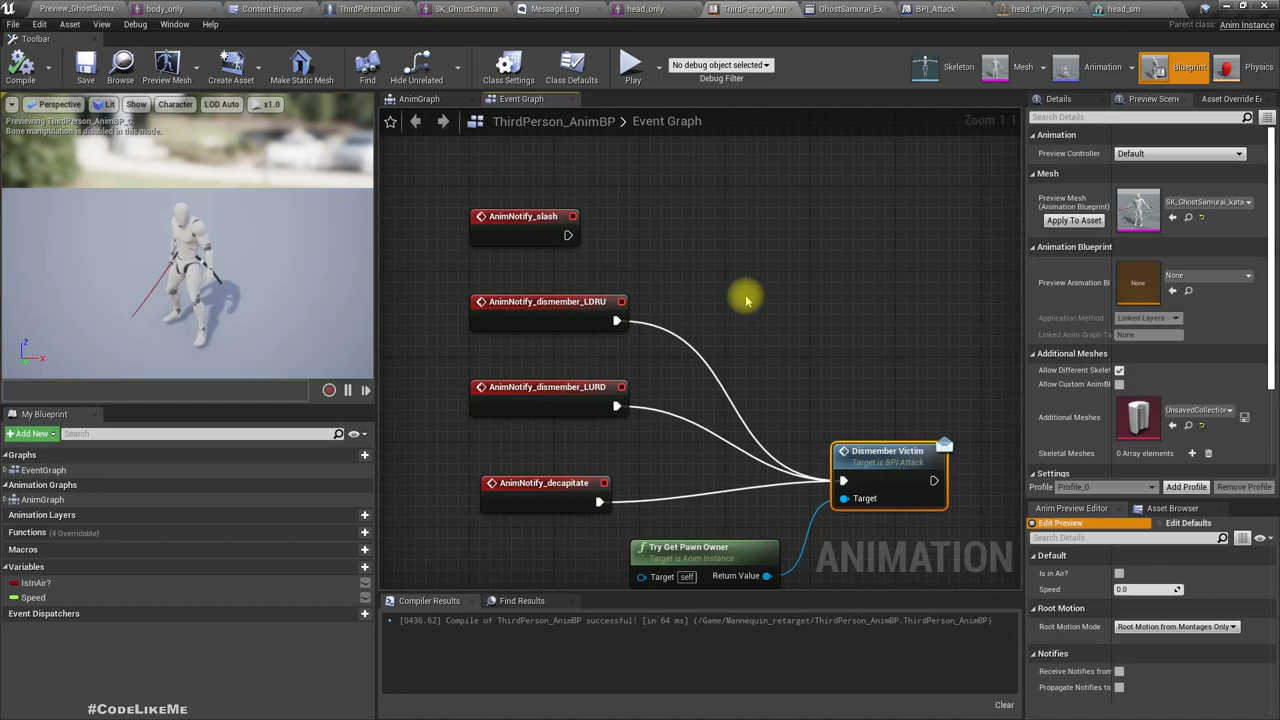 Preview_GhostSamu
body_only
Content Browser
ThirdPersonChar
SK_GhostSamura
Message_Log
head_only
ThirdPerson_Ani
GhostSamurai_Ex
BPI_Attack
head_only_Physi
head_sm
File
Edit
Asset
View
Debug
Window
Help
Parent class:
Anim Instance
Toolbar
Compile
Save
Browse
Preview Mesh
Create Asset
Make Static Mesh
Find
Hide Unrelated
Class Settings
Class Defaults
Play
No debug object selected
Debug Filter
Skeleton
Mesh
Animation
Blueprint
Physics
Perspective
Lit
Show
Character
LOD Auto
x1.0
Previewing ThirdPerson_AnimBP_C.
Bone manipulation is disabled in this mode.
Z
X
AnimGraph
Event Graph
ThirdPerson_AnimBP > Event Graph
Zoom 1:1
AnimNotify_slash
AnimNotify_dismember_LDRU
AnimNotify_dismember_LURD
AnimNotify_decapitate
Dismember Victim
Target is BPI Attack
Target
Try Get Pawn Owner
Target is Anim Instance
Target
self
Return Value
ANIMATION
Details
Preview Scen
Asset Override E
Search Details
Animation
Preview Controller
Default
Mesh
Preview Mesh
(Animation Blueprint)
Apply To Asset
SK_GhostSamurai_kata
Animation Blueprint
Preview Animation Bl
None
None
Application Method
Linked Layers
Linked Anim Graph Ta
None
Additional Meshes
Allow Different Skele
Allow Custom AnimBl
Additional Meshes
UnsavedCollection
Skeletal Meshes
0 Array elements
Settings
Profile_0
Add Profile
Remove Profile
Anim Preview Editor
Asset Browser
Edit Preview
Edit Defaults
Search Details
Default
Is in Air?
Speed
0.0
Root Motion
Root Motion Mode
Root Motion from Montages Only
Notifies
Receive Notifies from
Propagate Notifies to
My Blueprint
Add New
Search
Graphs
EventGraph
Animation Graphs
AnimGraph
Animation Layers
Functions (4 Overridable)
Macros
Variables
IsInAir?
Speed
Event Dispatchers
Compiler Results
Find Results
[0436.62] Compile of ThirdPerson_AnimBP successful! [in 64 ms] (/Game/Mannequin_retarget/ThirdPerson_AnimBP.ThirdPerson_AnimBP)
Clear
#CodeLikeMe